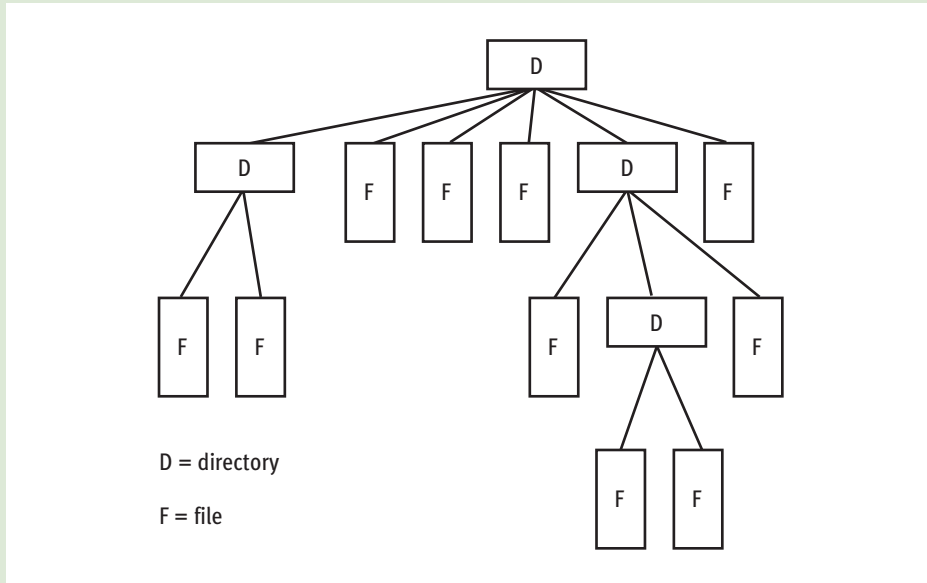 D
D F F F D F
F F F D F
D = directory
F = file
F F